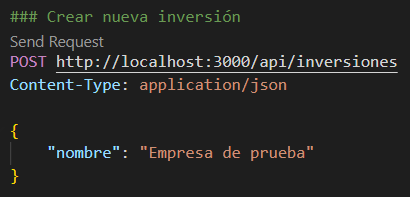 ### Crear nueva inversión
Send Request
POST http://localhost:3000/api/inversiones
Content-Type: application/json
{
"nombre": "Empresa de prueba"
}